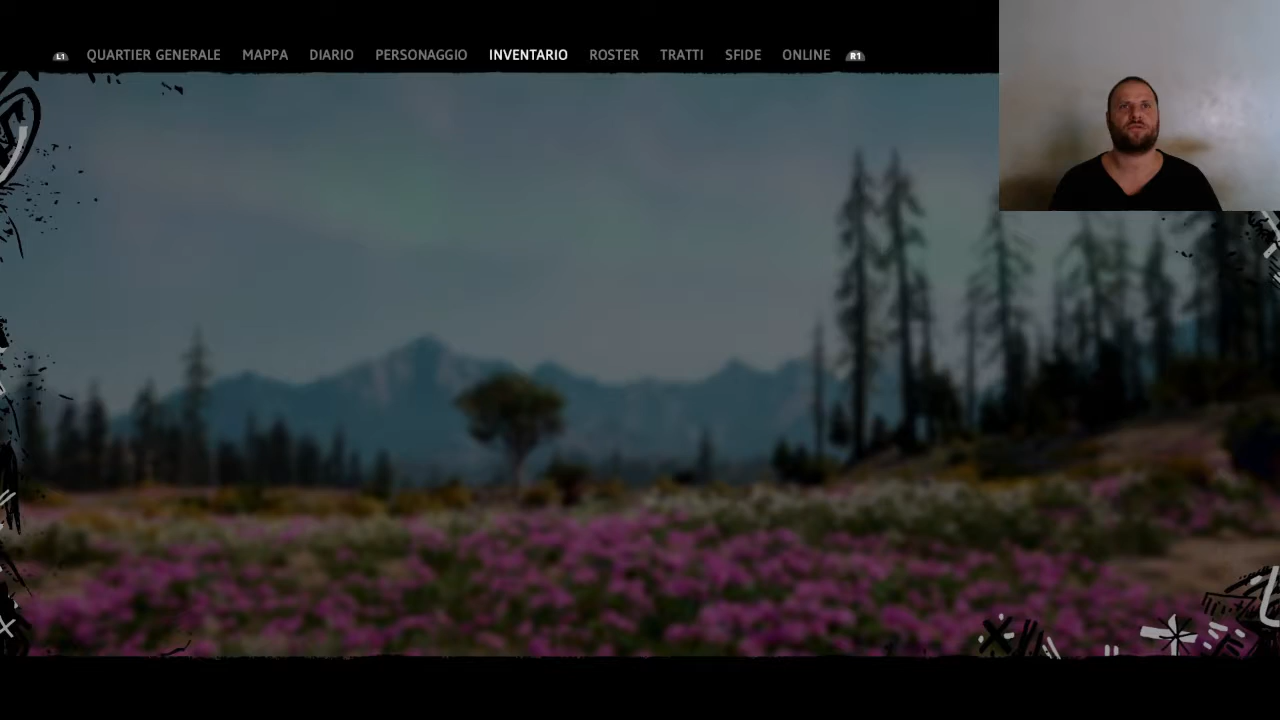 L1 QUARTIER GENERALE MAPPA DIARIO PERSONAGGIO INVENTARIO ROSTER TRATTI SFIDE ONLINE R1